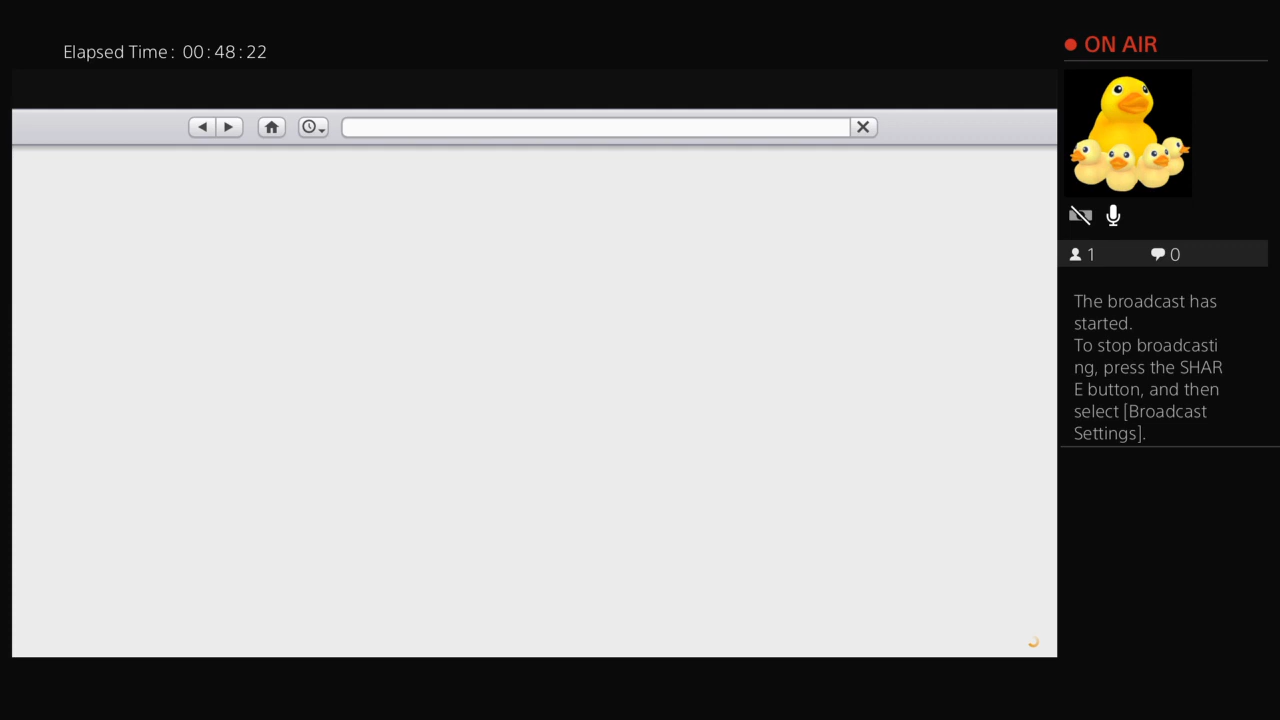 Elapsed Time: 00:48:22
ON AIR
1 0
The broadcast has
started.
To stop broadcasti
ng, press the SHAR
E button, and then
select [Broadcast
Settings].